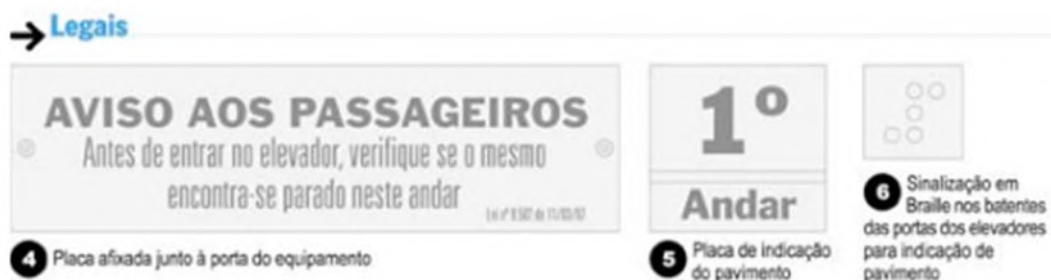 Legais
AVISO AOS PASSAGEIROS
Antes de entrar no elevador, verifique se o mesmo
encontra-se parado neste andar
1º
Andar
4 Placa afixada junto à porta do equipamento
5 Placa de indicação
do pavimento
6 Sinalização em
Braille nos batentes
das portas dos elevadores
para indicação de
pavimento